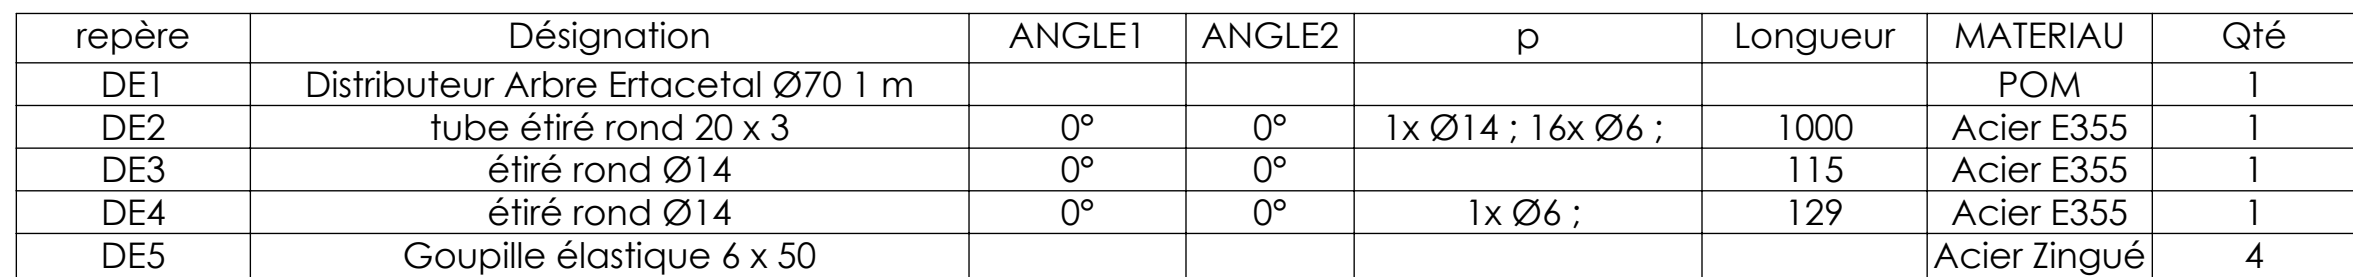 repère Désignation ANGLE1 ANGLE2 p Longueur MATERIAU Qté
DE1 Distributeur Arbre Ertacetal Ø70 1 m POM 1
DE2 tube étiré rond 20 x 3 0° 0° 1x Ø14 ; 16x Ø6 ; 1000 Acier E355 1
DE3 étiré rond Ø14 0° 0° 115 Acier E355 1
DE4 étiré rond Ø14 0° 0° 1x Ø6 ; 129 Acier E355 1
DE5 Goupille élastique 6 x 50 Acier Zingué 4